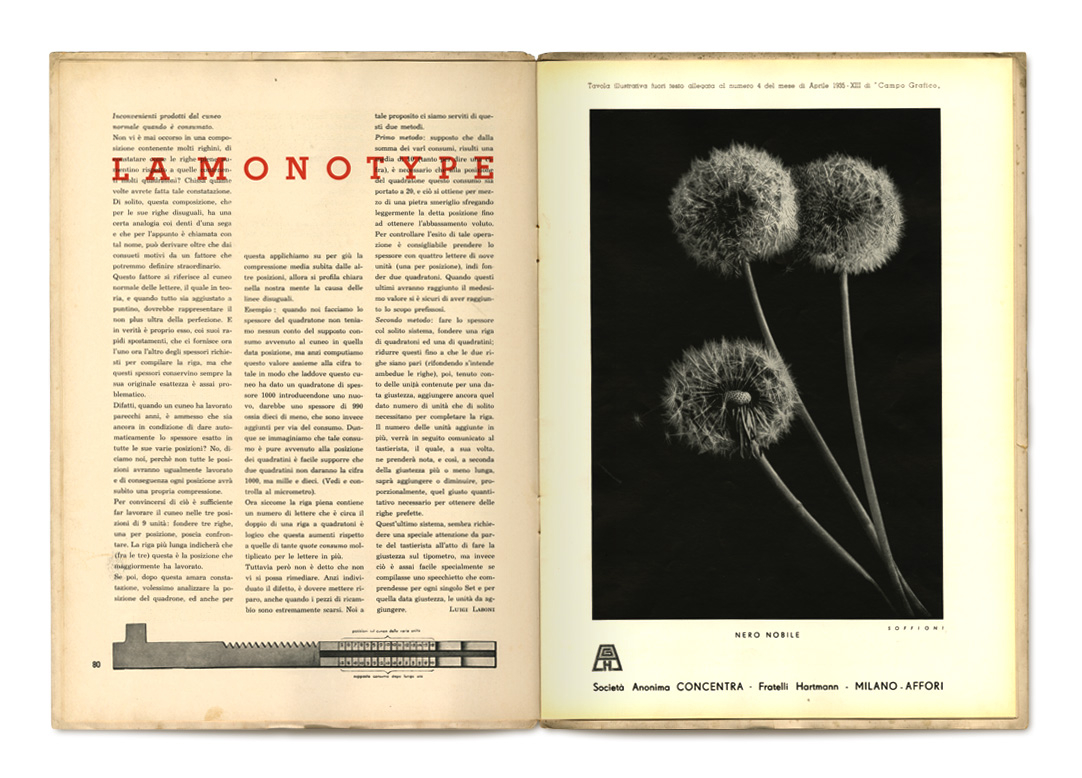 LA MONOTYPE
Inconvenienti prodotti dal cuneo
normale quando è consumato.
Non vi è mai occorso in una compo-
sizione contenente molti righini, di
volte avrete fatta tale constatazione.
Di solito, questa composizione, che
per le sue righe disuguali, ha una
certa analogia coi denti d'una sega
e che per l'appunto è chiamata con
tal nome, può derivare oltre che dai
consueti motivi da un fattore che
potremmo definire straordinario.
Questo fattore si riferisce al cuneo
normale delle lettere, il quale in teo-
ria, e quando tutto sia aggiustato a
puntino, dovrebbe rappresentare il
non plus ultra della perfezione. E
in verità è proprio esso, coi suoi ra-
pidi spostamenti, che ci fornisce ora
l'uno ora l'altro degli spessori richie-
sti per compilare la riga, ma che
questi spessori conservino sempre la
sua originale esattezza è assai pro-
blematico.
Difatti, quando un cuneo ha lavorato
parecchi anni, è ammesso che sia
ancora in condizione di dare auto-
maticamente lo spessore esatto in
tutte le sue varie posizioni? No, di-
ciamo noi, perchè non tutte le posi-
zioni avranno ugualmente lavorato
e di conseguenza ogni posizione avrà
subìto una propria compressione.
Per convincersi di ciò è sufficiente
far lavorare il cuneo nelle tre posi-
zioni di 9 unità: fondere tre righe,
una per posizione, poscia confron-
tare. La riga più lunga indicherà che
(fra le tre) questa è la posizione che
maggiormente ha lavorato.
Se poi, dopo questa amara consta-
tazione, volessimo analizzare la po-
sizione del quadrone, ed anche per
questa applichiamo su per giù la
compressione media subìta dalle al-
tre posizioni, allora si profila chiara
nella nostra mente la causa delle
linee disuguali.
Esempio: quando noi facciamo lo
spessore del quadratone non tenia-
mo nessun conto del supposto con-
sumo avvenuto al cuneo in quella
data posizione, ma anzi computiamo
questo valore assieme alla cifra to-
tale in modo che laddove questo cu-
neo ha dato un quadratone di spes-
sore 1000 introducendone uno nuo-
vo, darebbe uno spessore di 990
ossia dieci di meno, che sono invece
aggiunti per via del consumo. Dun-
que se immaginiamo che tale consu-
mo è pure avvenuto alla posizione
dei quadratini è facile supporre che
due quadratini non daranno la cifra
1000, ma mille e dieci. (Vedi e con-
trolla al micrometro).
Ora siccome la riga piena contiene
un numero di lettere che è circa il
doppio di una riga a quadratoni è
logico che questa aumenti rispetto
a quelle di tante quote consumo mol-
tiplicato per le lettere in più.
Tuttavia però non è detto che non
vi si possa rimediare. Anzi indivi-
duato il difetto, è dovere mettere ri-
paro, anche quando i pezzi di ricam-
bio sono estremamente scarsi. Noi a
tale proposito ci siamo serviti di que-
sti due metodi.
Primo metodo: supposto che dalla
summa dei varî consumi, risulti una
del quadratone questo consumo sia
portato a 20, e ciò si ottiene per mez-
zo di una pietra smeriglio sfregando
leggermente la detta posizione fino
ad ottenere l'abbassamento voluto.
Per controllare l'esito di tale opera-
zione è consigliabile prendere lo
spessore con quattro lettere di nove
unità (una per posizione), indi fon-
dere due quadratoni. Quando questi
ultimi avranno raggiunto il medesi-
mo valore si è sicuri di aver raggiun-
to lo scopo prefissosi.
Secondo metodo: fare lo spessore
col solito sistema, fondere una riga
di quadratoni ed una di quadratini;
ridurre questi fino a che le due ri-
ghe siano pari (rifondendo s'intende
ambedue le righe), poi, tenuto con-
to delle unità contenute per una da-
ta giustezza, aggiungere ancora quel
dato numero di unità che di solito
necessitano per completare la riga.
Il numero delle unità aggiunte in
più, verrà in seguito comunicato al
tastierista, il quale, a sua volta,
ne prenderà nota, e così, a seconda
della giustezza più o meno lunga,
saprà aggiungere o diminuire, pro-
porzionalmente, quel giusto quanti-
tativo necessario per ottenere delle
righe prefette.
Quest'ultimo sistema, sembra richie-
dere una speciale attenzione da par-
te del tastierista all'atto di fare la
giustezza sul tipometro, ma invece
ciò è assai facile specialmente se
compilasse uno specchietto che com-
prendesse per ogni singolo Set e per
quella data giustezza, le unità da ag-
giungere. LUIGI LABONI
posizioni sul cuneo delle varie unità
supposto consumo dopo lungo uso
80
Tavola illustrativa fuori testo allegata al numero 4 del mese di Aprile 1935-XIII di "Campo Grafico„
SOFFIONI
NERO NOBILE
Società Anonima CONCENTRA - Fratelli Hartmann - MILANO-AFFORI